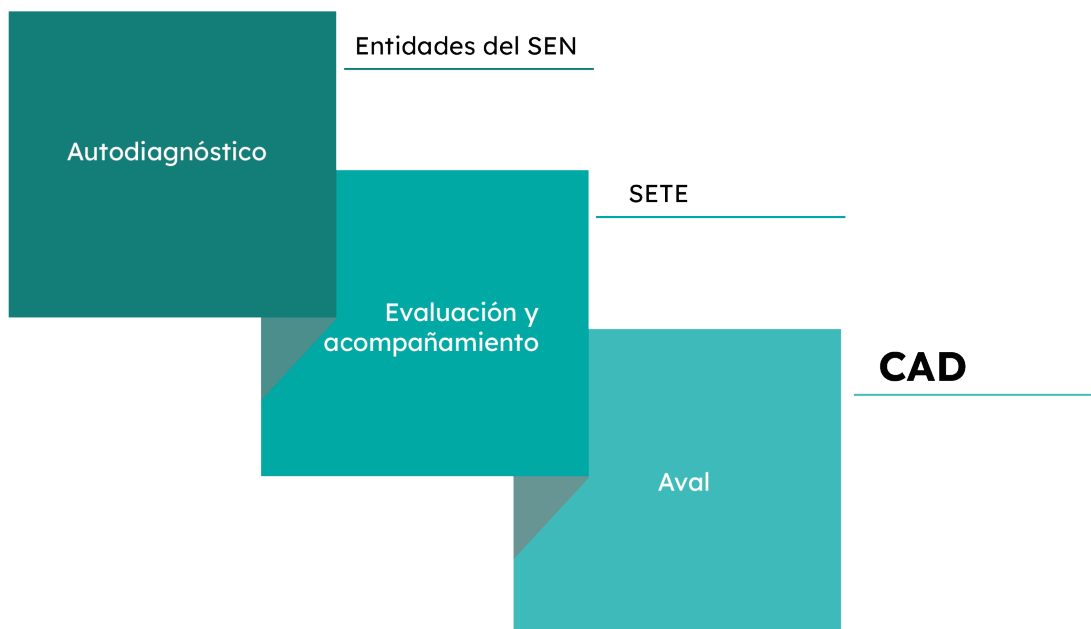 Entidades del SEN
Autodiagnóstico
SETE
Evaluación y
acompañamiento
CAD
Aval